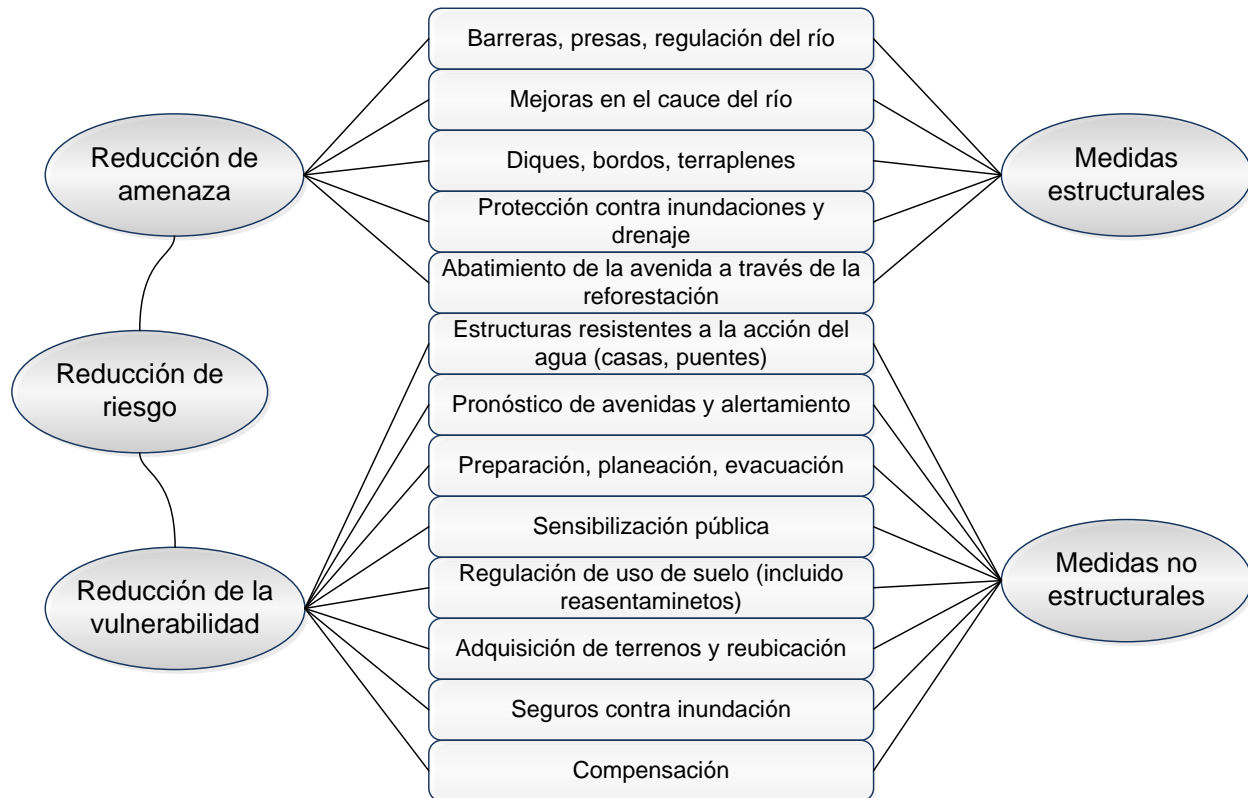 Barreras, presas, regulación del río
Mejoras en el cauce del río
Diques, bordos, terraplenes
Protección contra inundaciones y
drenaje
Abatimiento de la avenida a través de la
reforestación
Estructuras resistentes a la acción del
agua (casas, puentes)
Pronóstico de avenidas y alertamiento
Preparación, planeación, evacuación
Sensibilización pública
Regulación de uso de suelo (incluido
reasentaminetos)
Adquisición de terrenos y reubicación
Seguros contra inundación
Compensación
Reducción de
amenaza
Reducción de
riesgo
Reducción de la
vulnerabilidad
Medidas
estructurales
Medidas no
estructurales